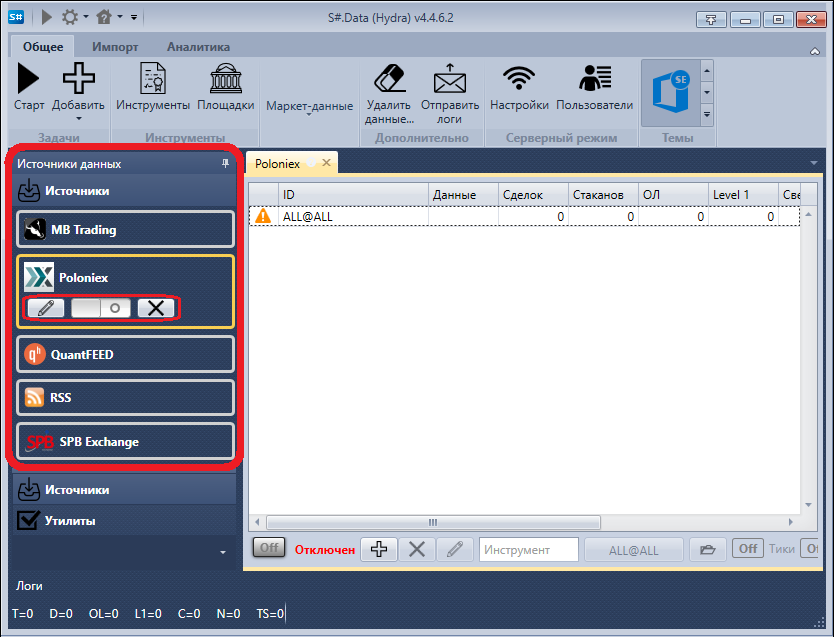 S#
S#.Data (Hydra) v4.4.6.2
Общее Импорт Аналитика
Старт Добавить Инструменты Площадки Маркет-данные Удалить данные... Отправить логи Настройки Пользователи
SE
Задачи Инструменты Дополнительно Серверный режим Темы
Источники данных
Источники
MB Trading
Poloniex
qh QuantFEED
RSS
SPB SPB Exchange
Источники
Утилиты
Poloniex
ID Данные Сделок Стаканов ОЛ Level 1 Све
ALL@ALL 0 0 0 0
Off Отключен Инструмент ALL@ALL Off Тики
Логи
T=0 D=0 OL=0 L1=0 C=0 N=0 TS=0